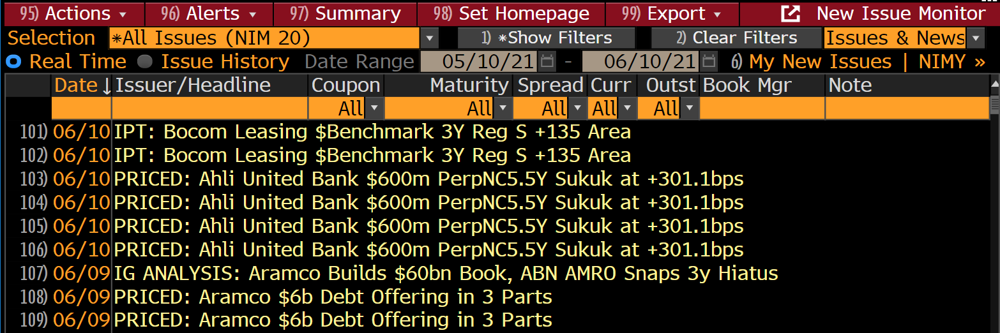 95) Actions 96) Alerts 97) Summary 98) Set Homepage 99) Export New Issue Monitor
Selection *All Issues (NIM 20) 1) *Show Filters 2) Clear Filters Issues & News
Real Time Issue History Date Range 05/10/21 - 06/10/21 6) My New Issues | NIMY »
Date ↓ Issuer/Headline Coupon Maturity Spread Curr Outst Book Mgr Note
All All All All All
101) 06/10 IPT: Bocom Leasing $Benchmark 3Y Reg S +135 Area
102) 06/10 IPT: Bocom Leasing $Benchmark 3Y Reg S +135 Area
103) 06/10 PRICED: Ahli United Bank $600m PerpNC5.5Y Sukuk at +301.1bps
104) 06/10 PRICED: Ahli United Bank $600m PerpNC5.5Y Sukuk at +301.1bps
105) 06/10 PRICED: Ahli United Bank $600m PerpNC5.5Y Sukuk at +301.1bps
106) 06/10 PRICED: Ahli United Bank $600m PerpNC5.5Y Sukuk at +301.1bps
107) 06/09 IG ANALYSIS: Aramco Builds $60bn Book, ABN AMRO Snaps 3y Hiatus
108) 06/09 PRICED: Aramco $6b Debt Offering in 3 Parts
109) 06/09 PRICED: Aramco $6b Debt Offering in 3 Parts